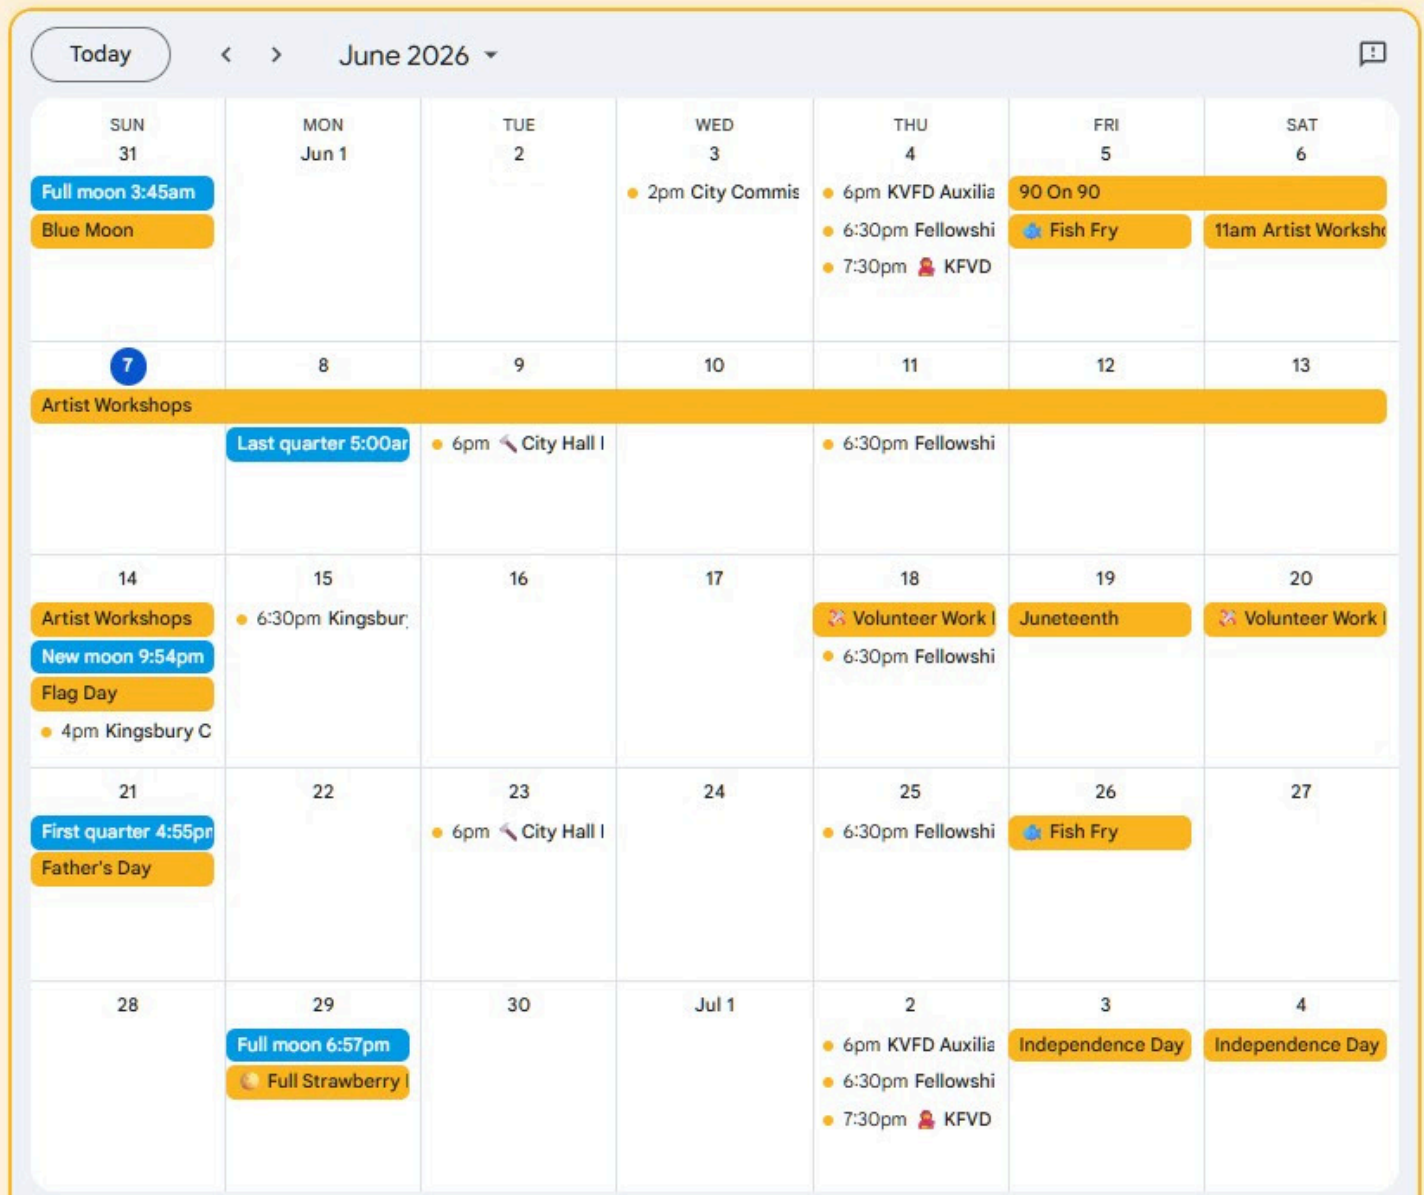 Today
June 2026
SUN MON TUE WED THU FRI SAT
31 Jun 1 2 3 4 5 6
Full moon 3:45am
Blue Moon
2pm City Commis
6pm KVFD Auxilia
6:30pm Fellowshi
7:30pm KFVD
90 On 90
Fish Fry
11am Artist Worksho
7 8 9 10 11 12 13
Artist Workshops
Last quarter 5:00am
6pm City Hall
6:30pm Fellowshi
14 15 16 17 18 19 20
Artist Workshops
New moon 9:54pm
Flag Day
4pm Kingsbury C
6:30pm Kingsbury
Volunteer Work
6:30pm Fellowshi
Juneteenth
Volunteer Work
21 22 23 24 25 26 27
First quarter 4:55pm
Father's Day
6pm City Hall
6:30pm Fellowshi
Fish Fry
28 29 30 Jul 1 2 3 4
Full moon 6:57pm
Full Strawberry
6pm KVFD Auxilia
6:30pm Fellowshi
7:30pm KFVD
Independence Day
Independence Day